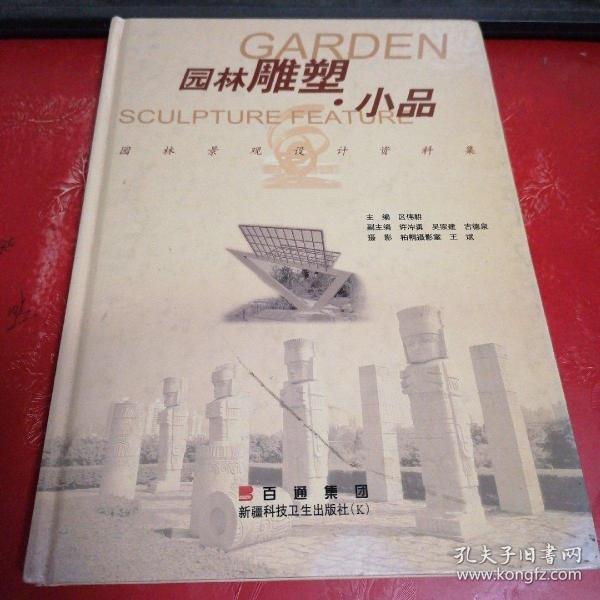 GARDEN
园林雕塑·小品
SCULPTURE FEATURE
园林景观设计资料集
主编 区伟耕
副主编 许冲勇 吴宗建 古德泉
摄影 柏鸭摄影室 王斌
百通集团
新疆科技卫生出版社(K)
孔夫子旧书网
www.kongfz.com